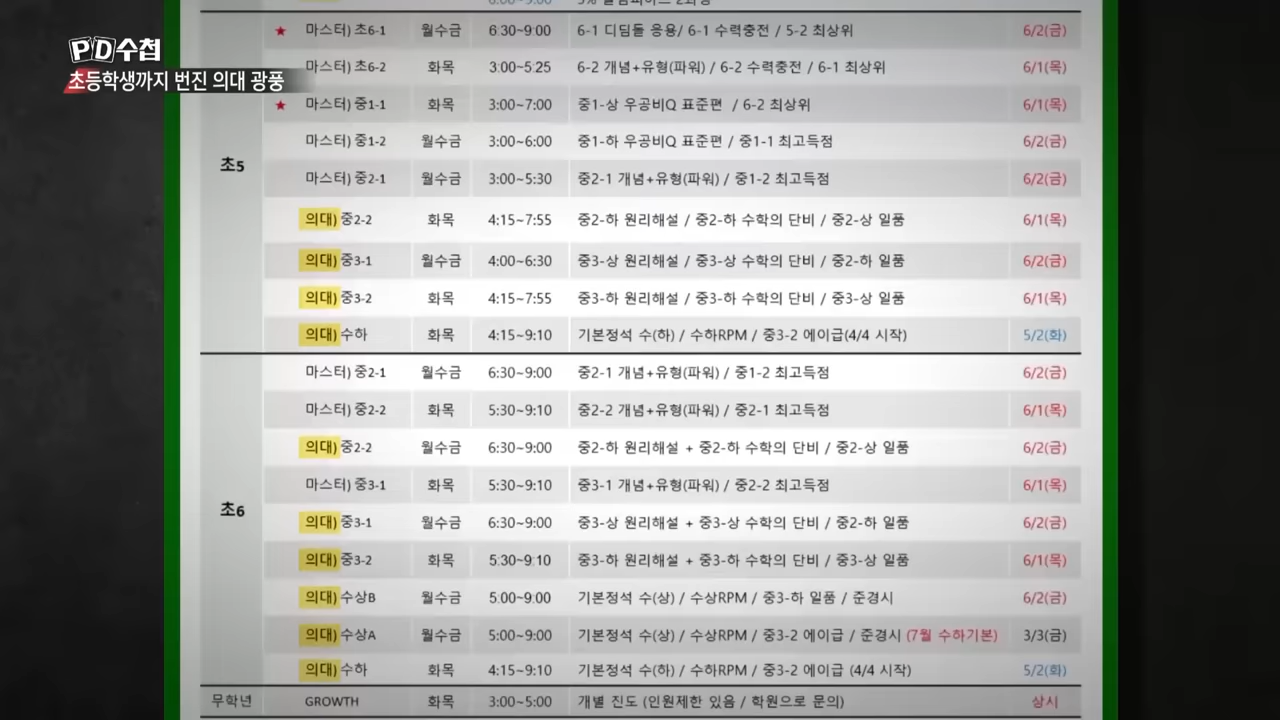 PD수첩
초등학생까지 번진 의대 광풍
초5
★ 마스터) 초6-1 월수금 6:30~9:00 6-1 디딤돌 응용/ 6-1 수력충전 / 5-2 최상위 6/2(금)
마스터) 초6-2 화목 3:00~5:25 6-2 개념+유형(파워) / 6-2 수력충전 / 6-1 최상위 6/1(목)
★ 마스터) 중1-1 화목 3:00~7:00 중1-상 우공비Q 표준편 / 6-2 최상위 6/1(목)
마스터) 중1-2 월수금 3:00~6:00 중1-하 우공비Q 표준편 / 중1-1 최고득점 6/2(금)
마스터) 중2-1 월수금 3:00~5:30 중2-1 개념+유형(파워) / 중1-2 최고득점 6/2(금)
의대) 중2-2 화목 4:15~7:55 중2-하 원리해설 / 중2-하 수학의 단비 / 중2-상 일품 6/1(목)
의대) 중3-1 월수금 4:00~6:30 중3-상 원리해설 / 중3-상 수학의 단비 / 중2-하 일품 6/2(금)
의대) 중3-2 화목 4:15~7:55 중3-하 원리해설 / 중3-하 수학의 단비 / 중3-상 일품 6/1(목)
의대) 수하 화목 4:15~9:10 기본정석 수(하) / 수하RPM / 중3-2 에이급(4/4 시작) 5/2(화)
초6
마스터) 중2-1 월수금 6:30~9:00 중2-1 개념+유형(파워) / 중1-2 최고득점 6/2(금)
마스터) 중2-2 화목 5:30~9:10 중2-2 개념+유형(파워) / 중2-1 최고득점 6/1(목)
의대) 중2-2 월수금 6:30~9:00 중2-하 원리해설 + 중2-하 수학의 단비 / 중2-상 일품 6/2(금)
마스터) 중3-1 화목 5:30~9:10 중3-1 개념+유형(파워) / 중2-2 최고득점 6/1(목)
의대) 중3-1 월수금 6:30~9:00 중3-상 원리해설 + 중3-상 수학의 단비 / 중2-하 일품 6/2(금)
의대) 중3-2 화목 5:30~9:10 중3-하 원리해설 + 중3-하 수학의 단비 / 중3-상 일품 6/1(목)
의대) 수상B 월수금 5:00~9:00 기본정석 수(상) / 수상RPM / 중3-하 일품 / 준경시 6/2(금)
의대) 수상A 월수금 5:00~9:00 기본정석 수(상) / 수상RPM / 중3-2 에이급 / 준경시 (7월 수하기본) 3/3(금)
의대) 수하 화목 4:15~9:10 기본정석 수(하) / 수하RPM / 중3-2 에이급 (4/4 시작) 5/2(화)
무학년 GROWTH 화목 3:00~5:00 개별 진도 (인원제한 있음 / 학원으로 문의) 상시